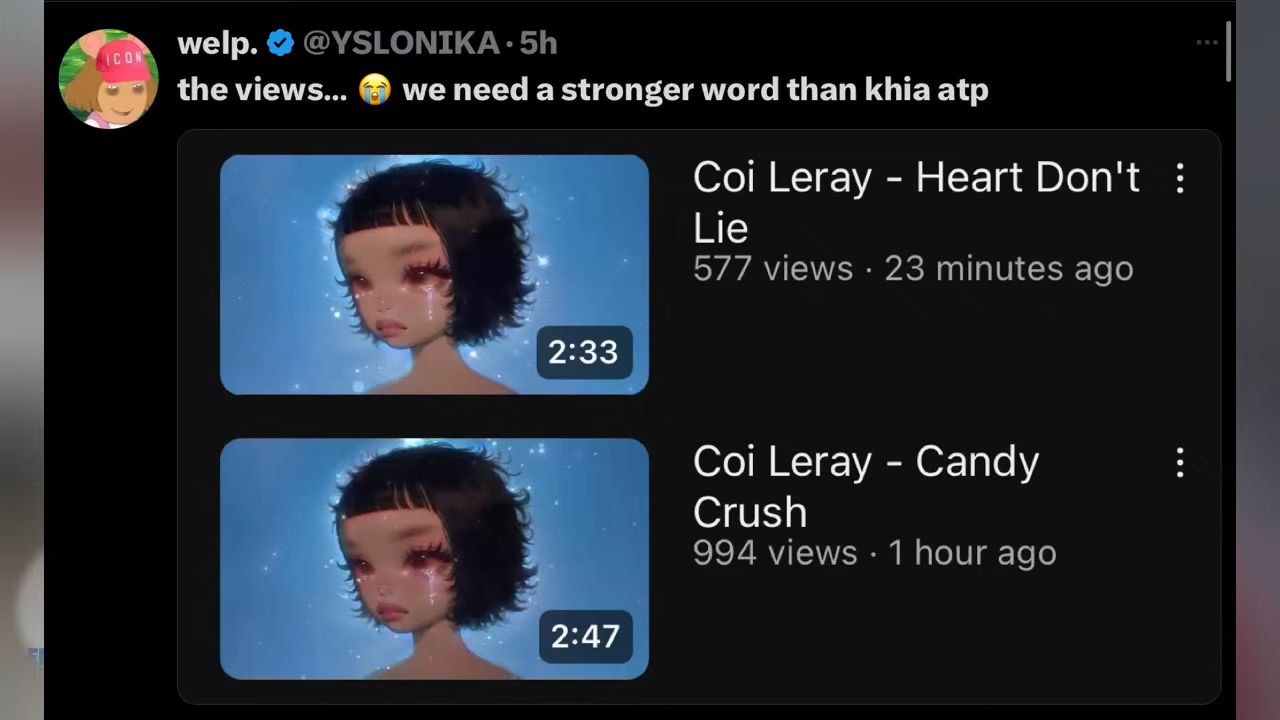 ICON
welp. @YSLONIKA · 5h
the views... 😭 we need a stronger word than khia atp
Coi Leray - Heart Don't
Lie
577 views · 23 minutes ago
2:33
Coi Leray - Candy
Crush
994 views · 1 hour ago
2:47